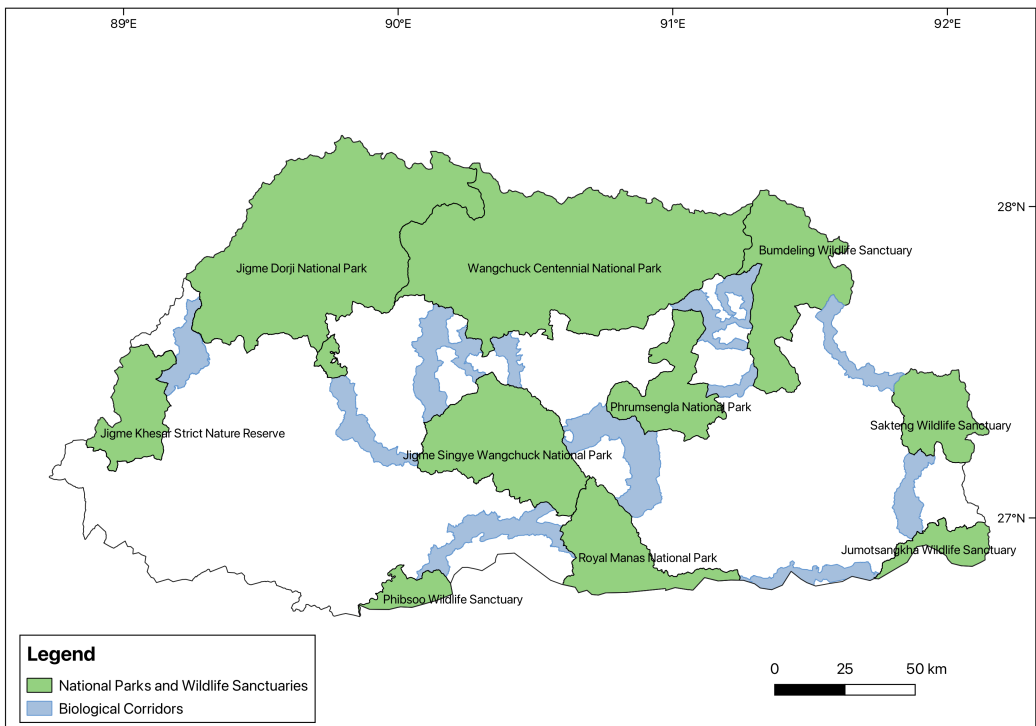 89°E
90°E
91°E
92°E
28°N
Bumdeling Wildlife Sanctuary
Jigme Dorji National Park
Wangchuck Centennial National Park
Phrumsengla National Park
Sakteng Wildlife Sanctuary
Jigme Khesar Strict Nature Reserve
Jigme Singye Wangchuck National Park
27°N
Jumotsangkha Wildlife Sanctuary
Royal Manas National Park
Phibsoo Wildlife Sanctuary
Legend
National Parks and Wildlife Sanctuaries
Biological Corridors
0 25 50 km